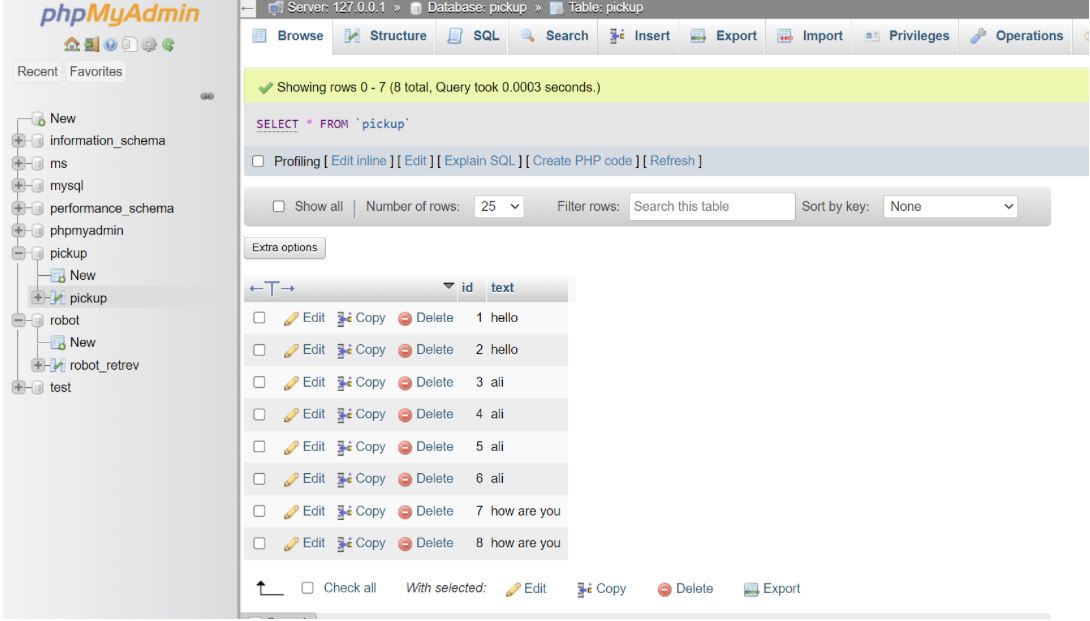 phpMyAdmin
Recent Favorites
New
information_schema
ms
mysql
performance_schema
phpmyadmin
pickup
New
pickup
robot
New
robot_retrev
test
Server: 127.0.0.1 » Database: pickup » Table: pickup
Browse Structure SQL Search Insert Export Import Privileges Operations
Showing rows 0 - 7 (8 total, Query took 0.0003 seconds.)
SELECT * FROM `pickup`
Profiling [ Edit inline ] [ Edit ] [ Explain SQL ] [ Create PHP code ] [ Refresh ]
Show all | Number of rows: 25 Filter rows: Search this table Sort by key: None
Extra options
←T→ id text
Edit Copy Delete 1 hello
Edit Copy Delete 2 hello
Edit Copy Delete 3 ali
Edit Copy Delete 4 ali
Edit Copy Delete 5 ali
Edit Copy Delete 6 ali
Edit Copy Delete 7 how are you
Edit Copy Delete 8 how are you
Check all With selected: Edit Copy Delete Export